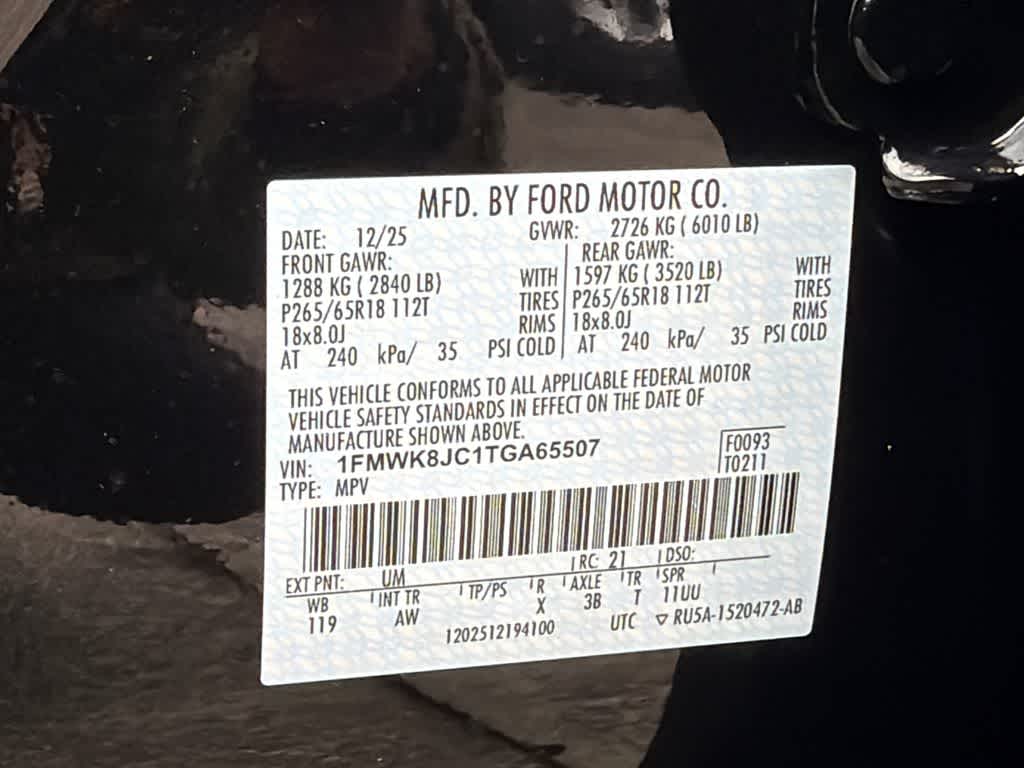 MFD. BY FORD MOTOR CO.
DATE: 12/25 GVWR: 2726 KG ( 6010 LB)
FRONT GAWR: REAR GAWR:
1288 KG ( 2840 LB) WITH 1597 KG ( 3520 LB) WITH
P265/65R18 112T TIRES P265/65R18 112T TIRES
18x8.0J RIMS 18x8.0J RIMS
AT 240 kPa/ 35 PSI COLD AT 240 kPa/ 35 PSI COLD
THIS VEHICLE CONFORMS TO ALL APPLICABLE FEDERAL MOTOR
VEHICLE SAFETY STANDARDS IN EFFECT ON THE DATE OF
MANUFACTURE SHOWN ABOVE.
VIN: 1FMWK8JC1TGA65507 F0093
TYPE: MPV T0211
EXT PNT: UM RC: 21 DSO:
WB INT TR TP/PS R AXLE TR SPR
119 AW X 3B T 11UU
1202512194100 UTC ▽ RU5A-1520472-AB